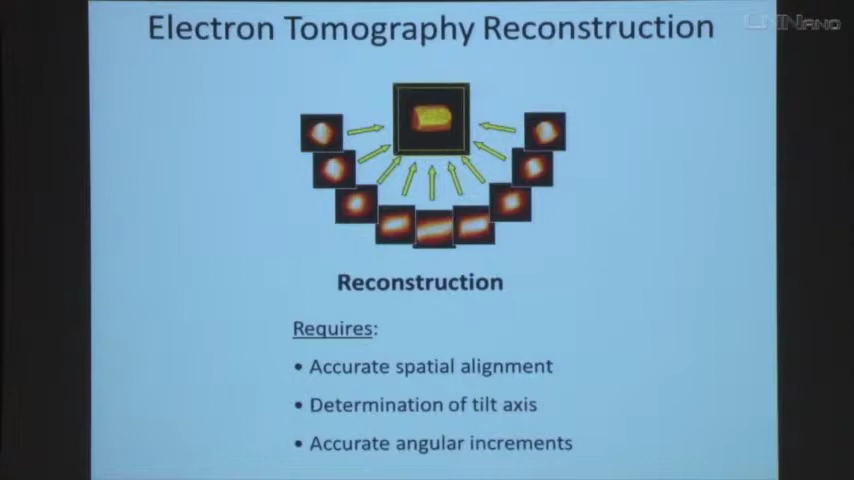 Electron Tomography Reconstruction
Reconstruction
Requires:
• Accurate spatial alignment
• Determination of tilt axis
• Accurate angular increments